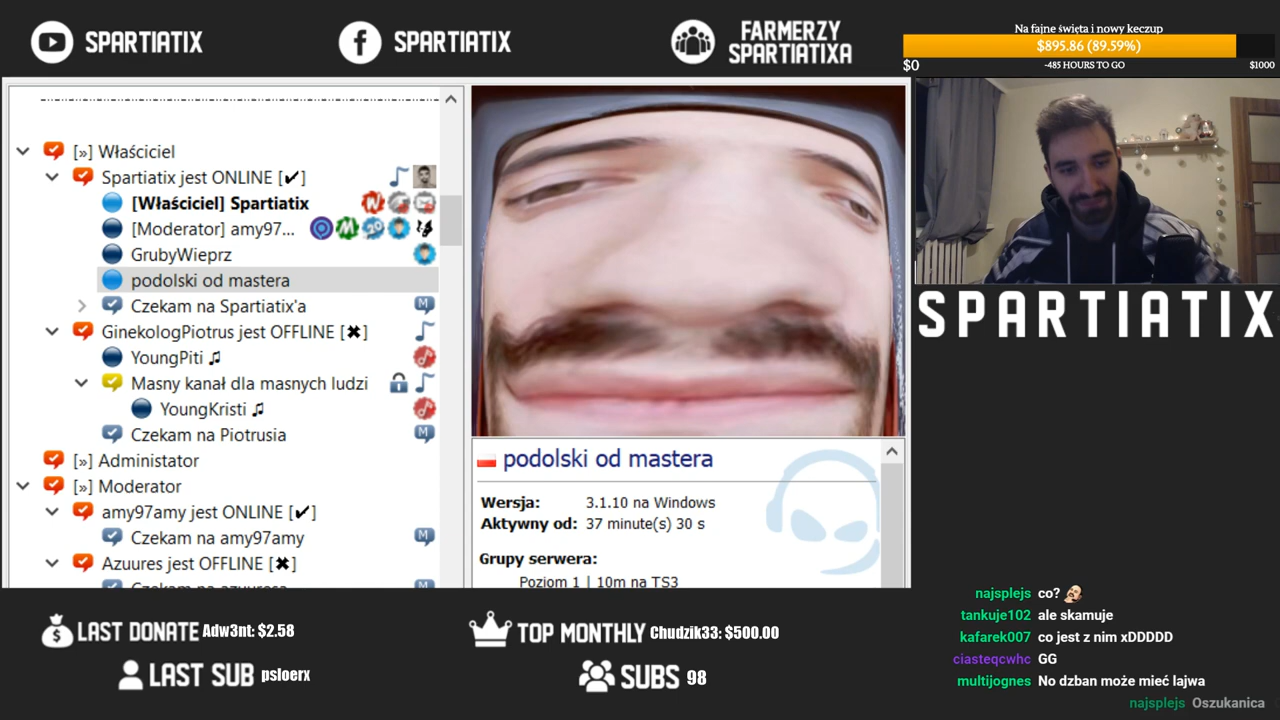 SPARTIATIX
SPARTIATIX
FARMERZY
SPARTIATIXA
Na fajne święta i nowy keczup
$895.86 (89.59%)
$0
-485 HOURS TO GO
$1000
[»] Właściciel
Spartiatix jest ONLINE [✔]
[Właściciel] Spartiatix
[Moderator] amy97...
GrubyWieprz
podolski od mastera
Czekam na Spartiatix'a
GinekologPiotrus jest OFFLINE [✖]
YoungPiti ♫
Masny kanał dla masnych ludzi
YoungKristi ♫
Czekam na Piotrusia
[»] Administator
[»] Moderator
amy97amy jest ONLINE [✔]
Czekam na amy97amy
Azuures jest OFFLINE [✖]
podolski od mastera
Wersja: 3.1.10 na Windows
Aktywny od: 37 minute(s) 30 s
Grupy serwera:
Poziom 1 | 10m na TS3
SPARTIATIX
najsplejs co?
tankuje102 ale skamuje
kafarek007 co jest z nim xDDDDD
ciasteqcwhc GG
multijognes No dzban może mieć lajwa
najsplejs Oszukanica
LAST DONATE Adw3nt: $2.58
TOP MONTHLY Chudzik33: $500.00
LAST SUB psloerx
SUBS 98